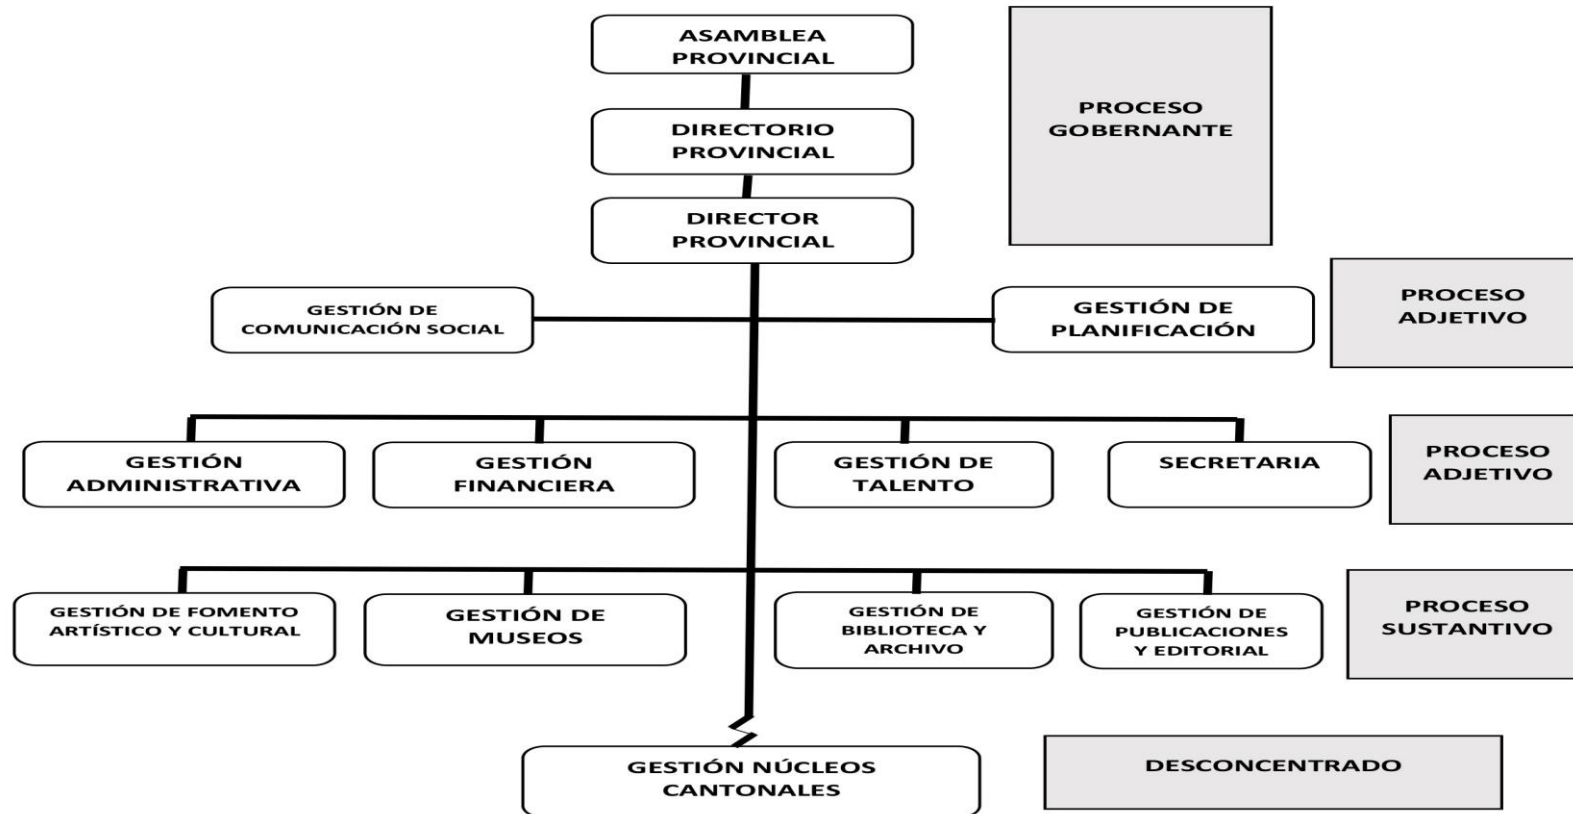 ASAMBLEA
PROVINCIAL
PROCESO
GOBERNANTE
DIRECTORIO
PROVINCIAL
DIRECTOR
PROVINCIAL
GESTIÓN DE
COMUNICACIÓN SOCIAL
GESTIÓN DE
PLANIFICACIÓN
PROCESO
ADJETIVO
GESTIÓN
ADMINISTRATIVA
GESTIÓN
FINANCIERA
GESTIÓN DE
TALENTO
SECRETARIA
PROCESO
ADJETIVO
GESTIÓN DE FOMENTO
ARTÍSTICO Y CULTURAL
GESTIÓN DE
MUSEOS
GESTIÓN DE
BIBLIOTECA Y
ARCHIVO
GESTIÓN DE
PUBLICACIONES
Y EDITORIAL
PROCESO
SUSTANTIVO
GESTIÓN NÚCLEOS
CANTONALES
DESCONCENTRADO